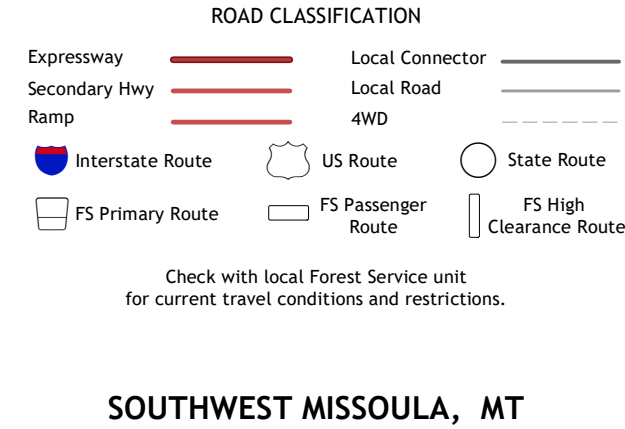 ROAD CLASSIFICATION
Expressway
Local Connector
Secondary Hwy
Local Road
Ramp
4WD
Interstate Route
US Route
State Route
FS Primary Route
FS Passenger
Route
FS High
Clearance Route
Check with local Forest Service unit
for current travel conditions and restrictions.
SOUTHWEST MISSOULA, MT